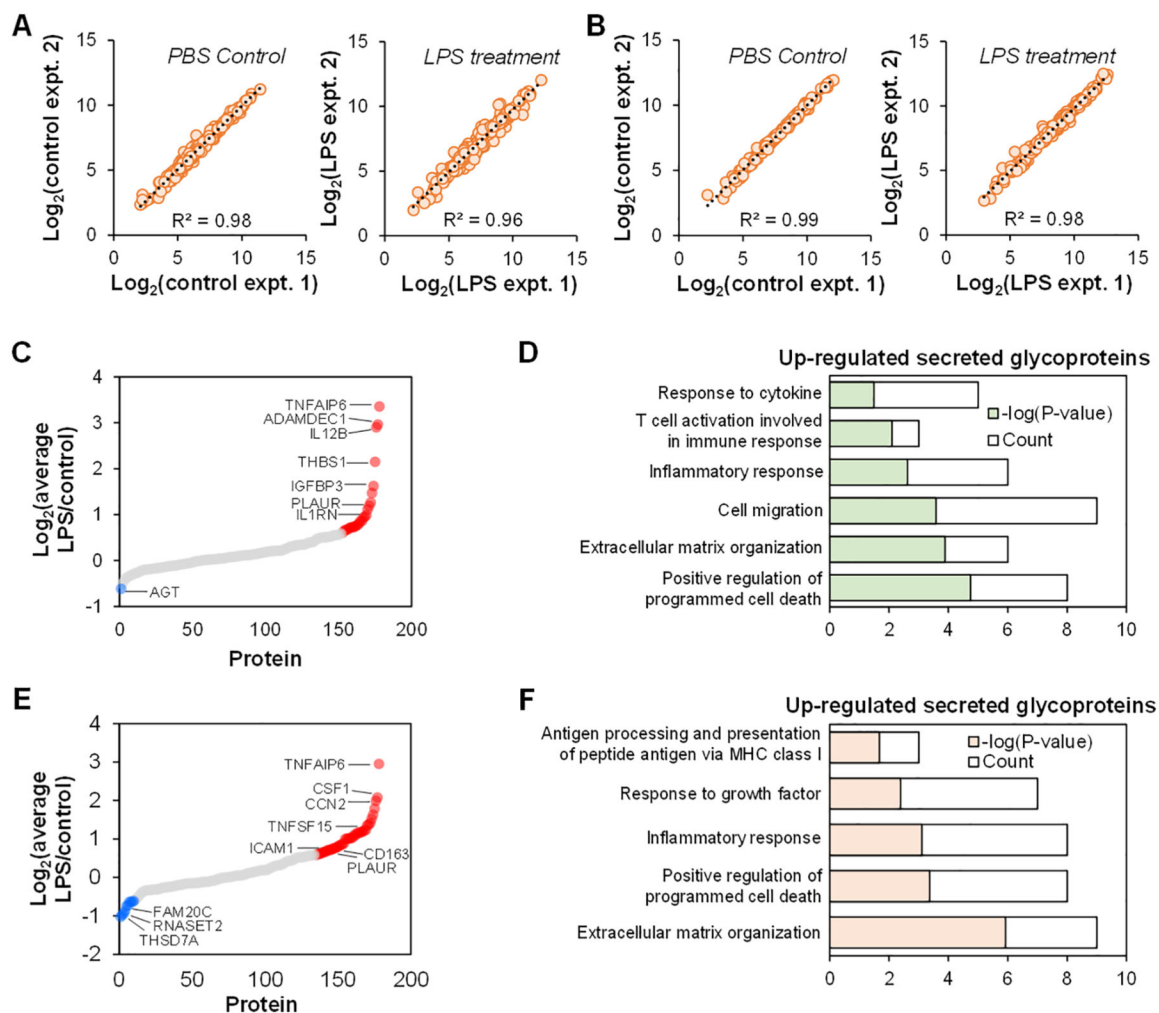 A
PBS Control
Log2(control expt. 2)
15
10
5
0
R² = 0.98
0 5 10 15
Log2(control expt. 1)
LPS treatment
Log2(LPS expt. 2)
15
10
5
0
R² = 0.96
0 5 10 15
Log2(LPS expt. 1)
B
PBS Control
Log2(control expt. 2)
15
10
5
0
R² = 0.99
0 5 10 15
Log2(control expt. 1)
LPS treatment
Log2(LPS expt. 2)
15
10
5
0
R² = 0.98
0 5 10 15
Log2(LPS expt. 1)
C
Log2(average
LPS/control)
4
3
2
1
0
-1
TNFAIP6
ADAMDEC1
IL12B
THBS1
IGFBP3
PLAUR
IL1RN
AGT
0 50 100 150 200
Protein
D
Up-regulated secreted glycoproteins
Response to cytokine
T cell activation involved
in immune response
Inflammatory response
Cell migration
Extracellular matrix organization
Positive regulation of
programmed cell death
-log(P-value)
Count
0 2 4 6 8 10
E
Log2(average
LPS/control)
4
3
2
1
0
-1
-2
TNFAIP6
CSF1
CCN2
TNFSF15
ICAM1
CD163
PLAUR
FAM20C
RNASET2
THSD7A
0 50 100 150 200
Protein
F
Up-regulated secreted glycoproteins
Antigen processing and presentation
of peptide antigen via MHC class I
Response to growth factor
Inflammatory response
Positive regulation of
programmed cell death
Extracellular matrix organization
-log(P-value)
Count
0 2 4 6 8 10